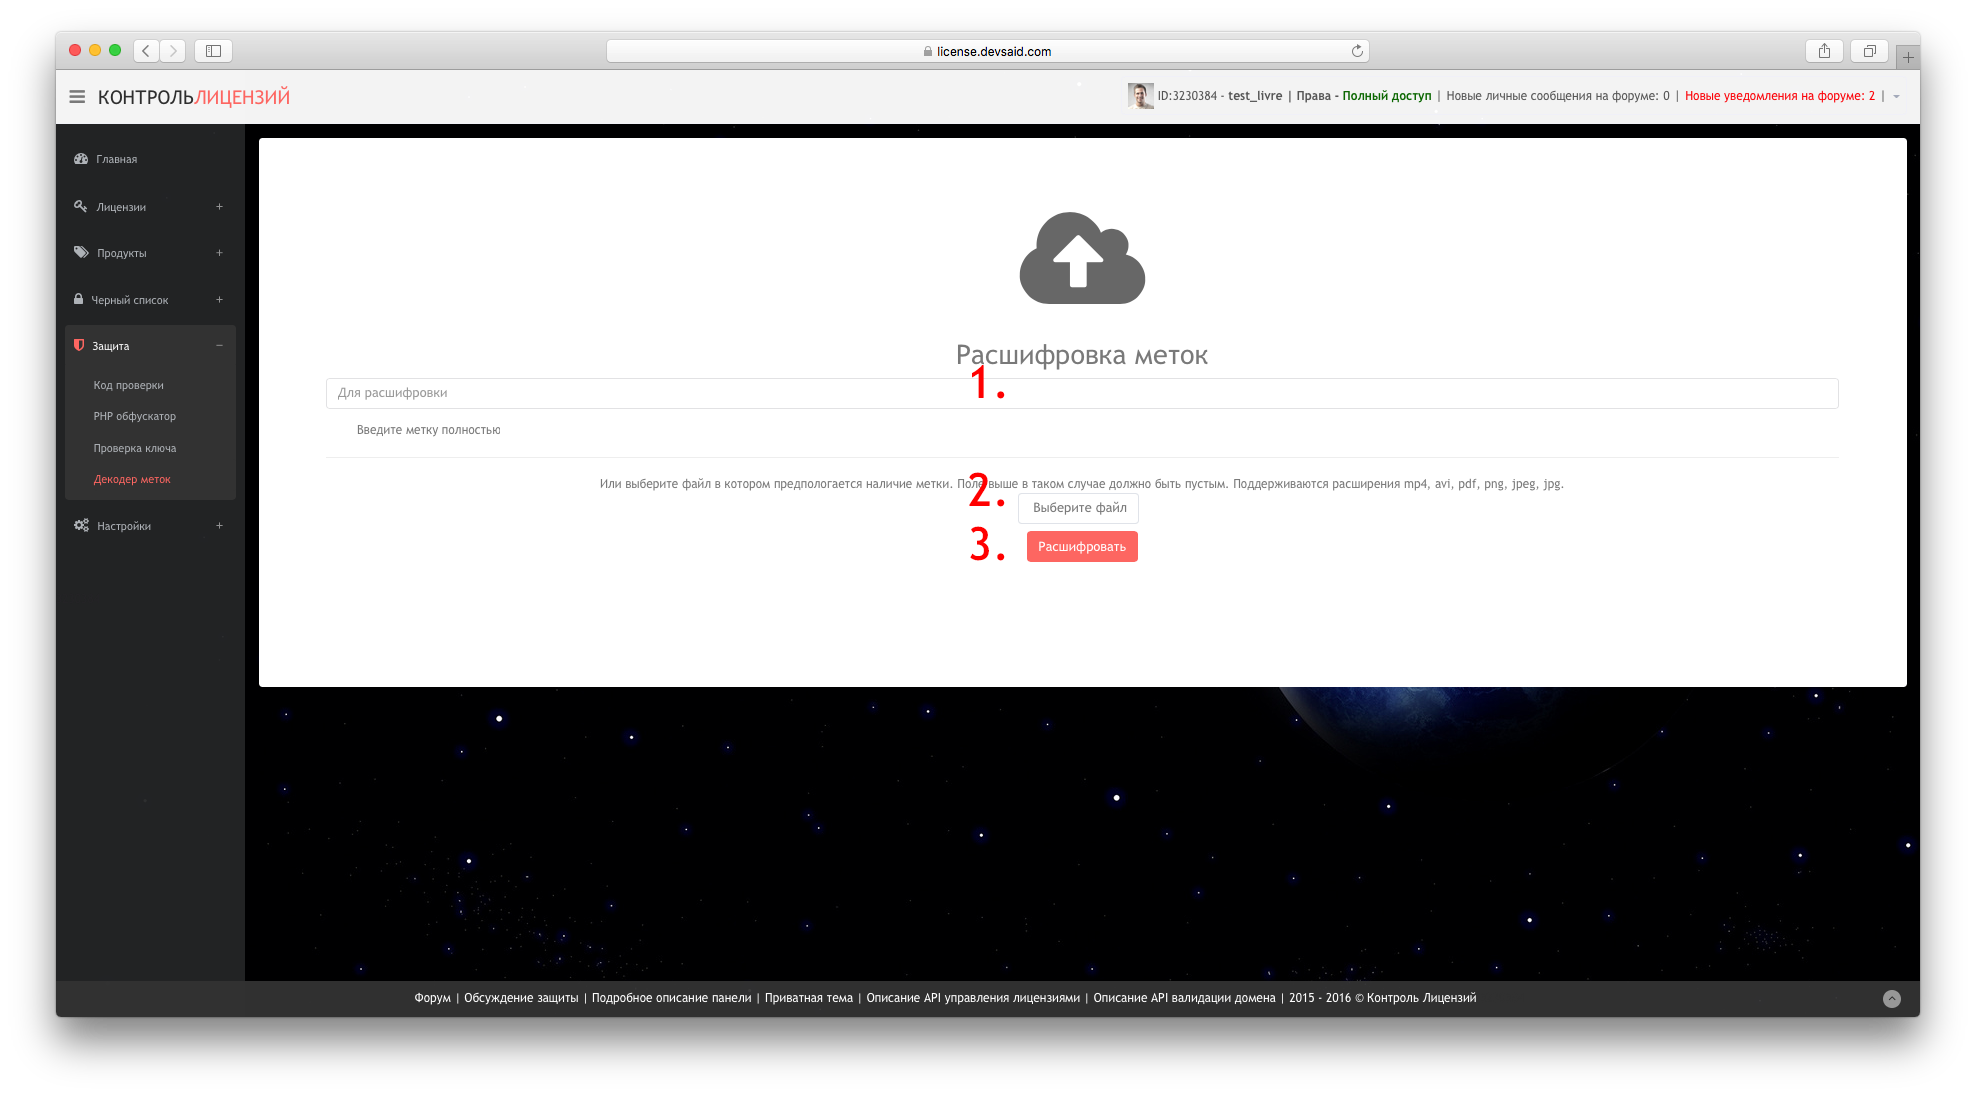 license.devsaid.com
КОНТРОЛЬЛИЦЕНЗИЙ
ID:3230384 - test_livre | Права - Полный доступ | Новые личные сообщения на форуме: 0 | Новые уведомления на форуме: 2 |
Главная
Лицензии +
Продукты +
Черный список +
Защита −
Код проверки
PHP обфускатор
Проверка ключа
Декодер меток
Настройки +
Расшифровка меток
1.
Для расшифровки
Введите метку полностью
Или выберите файл в котором предпологается наличие метки. Поле выше в таком случае должно быть пустым. Поддерживаются расширения mp4, avi, pdf, png, jpeg, jpg.
2.
Выберите файл
3.
Расшифровать
Форум | Обсуждение защиты | Подробное описание панели | Приватная тема | Описание API управления лицензиями | Описание API валидации домена | 2015 - 2016 © Контроль Лицензий